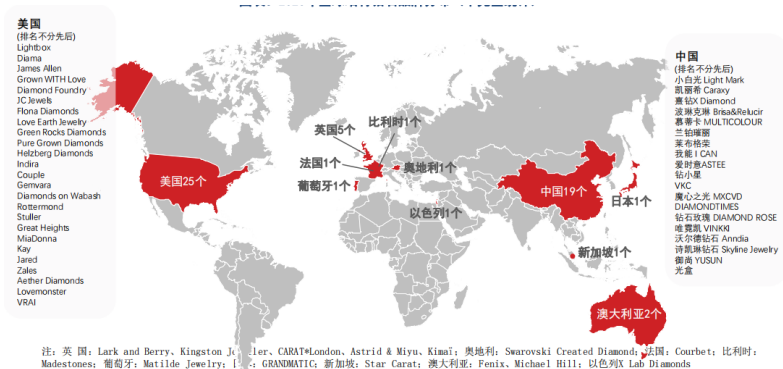 美国
(排名不分先后)
Lightbox
Diama
James Allen
Grown WITH Love
Diamond Foundry
JC Jewels
Fiona Diamonds
Love Earth Jewelry
Green Rocks Diamonds
Pure Grown Diamonds
Helzberg Diamonds
Indira
Couple
Gemvara
Diamonds on Wabash
Rottermond
Stuller
Great Heights
MiaDonna
Kay
Jared
Zales
Aether Diamonds
Lovemonster
VRAI
美国25个
英国5个
比利时1个
法国1个
奥地利1个
葡萄牙1个
以色列1个
中国19个
日本1个
新加坡1个
澳大利亚2个
中国
(排名不分先后)
小白光 Light Mark
凯丽希 Caraxy
熹钻X Diamond
波琳克琳 Brisa&Relucir
慕蒂卡 MULTICOLOUR
兰铂璀丽
莱布格荣
我能 I CAN
爱时意ASTEE
钻小星
VKC
魔心之光 MXCVD
DIAMONDTIMES
钻石玫瑰 DIAMOND ROSE
唯霓凯 VINKKI
沃尔德钻石 Anndia
诗凯琳钻石 Skyline Jewelry
御尚 YUSUN
光盒
注：英 国：Lark and Berry、Kingston Jeweler、CARAT*London、Astrid & Miyu、Kimaï；奥地利：Swarovski Created Diamond；法国：Courbet；比利时；
Madestones；葡萄牙：Matilde Jewelry；GRANDMATIC；新加坡：Star Carat；澳大利亚：Fenix、Michael Hill；以色列X Lab Diamonds